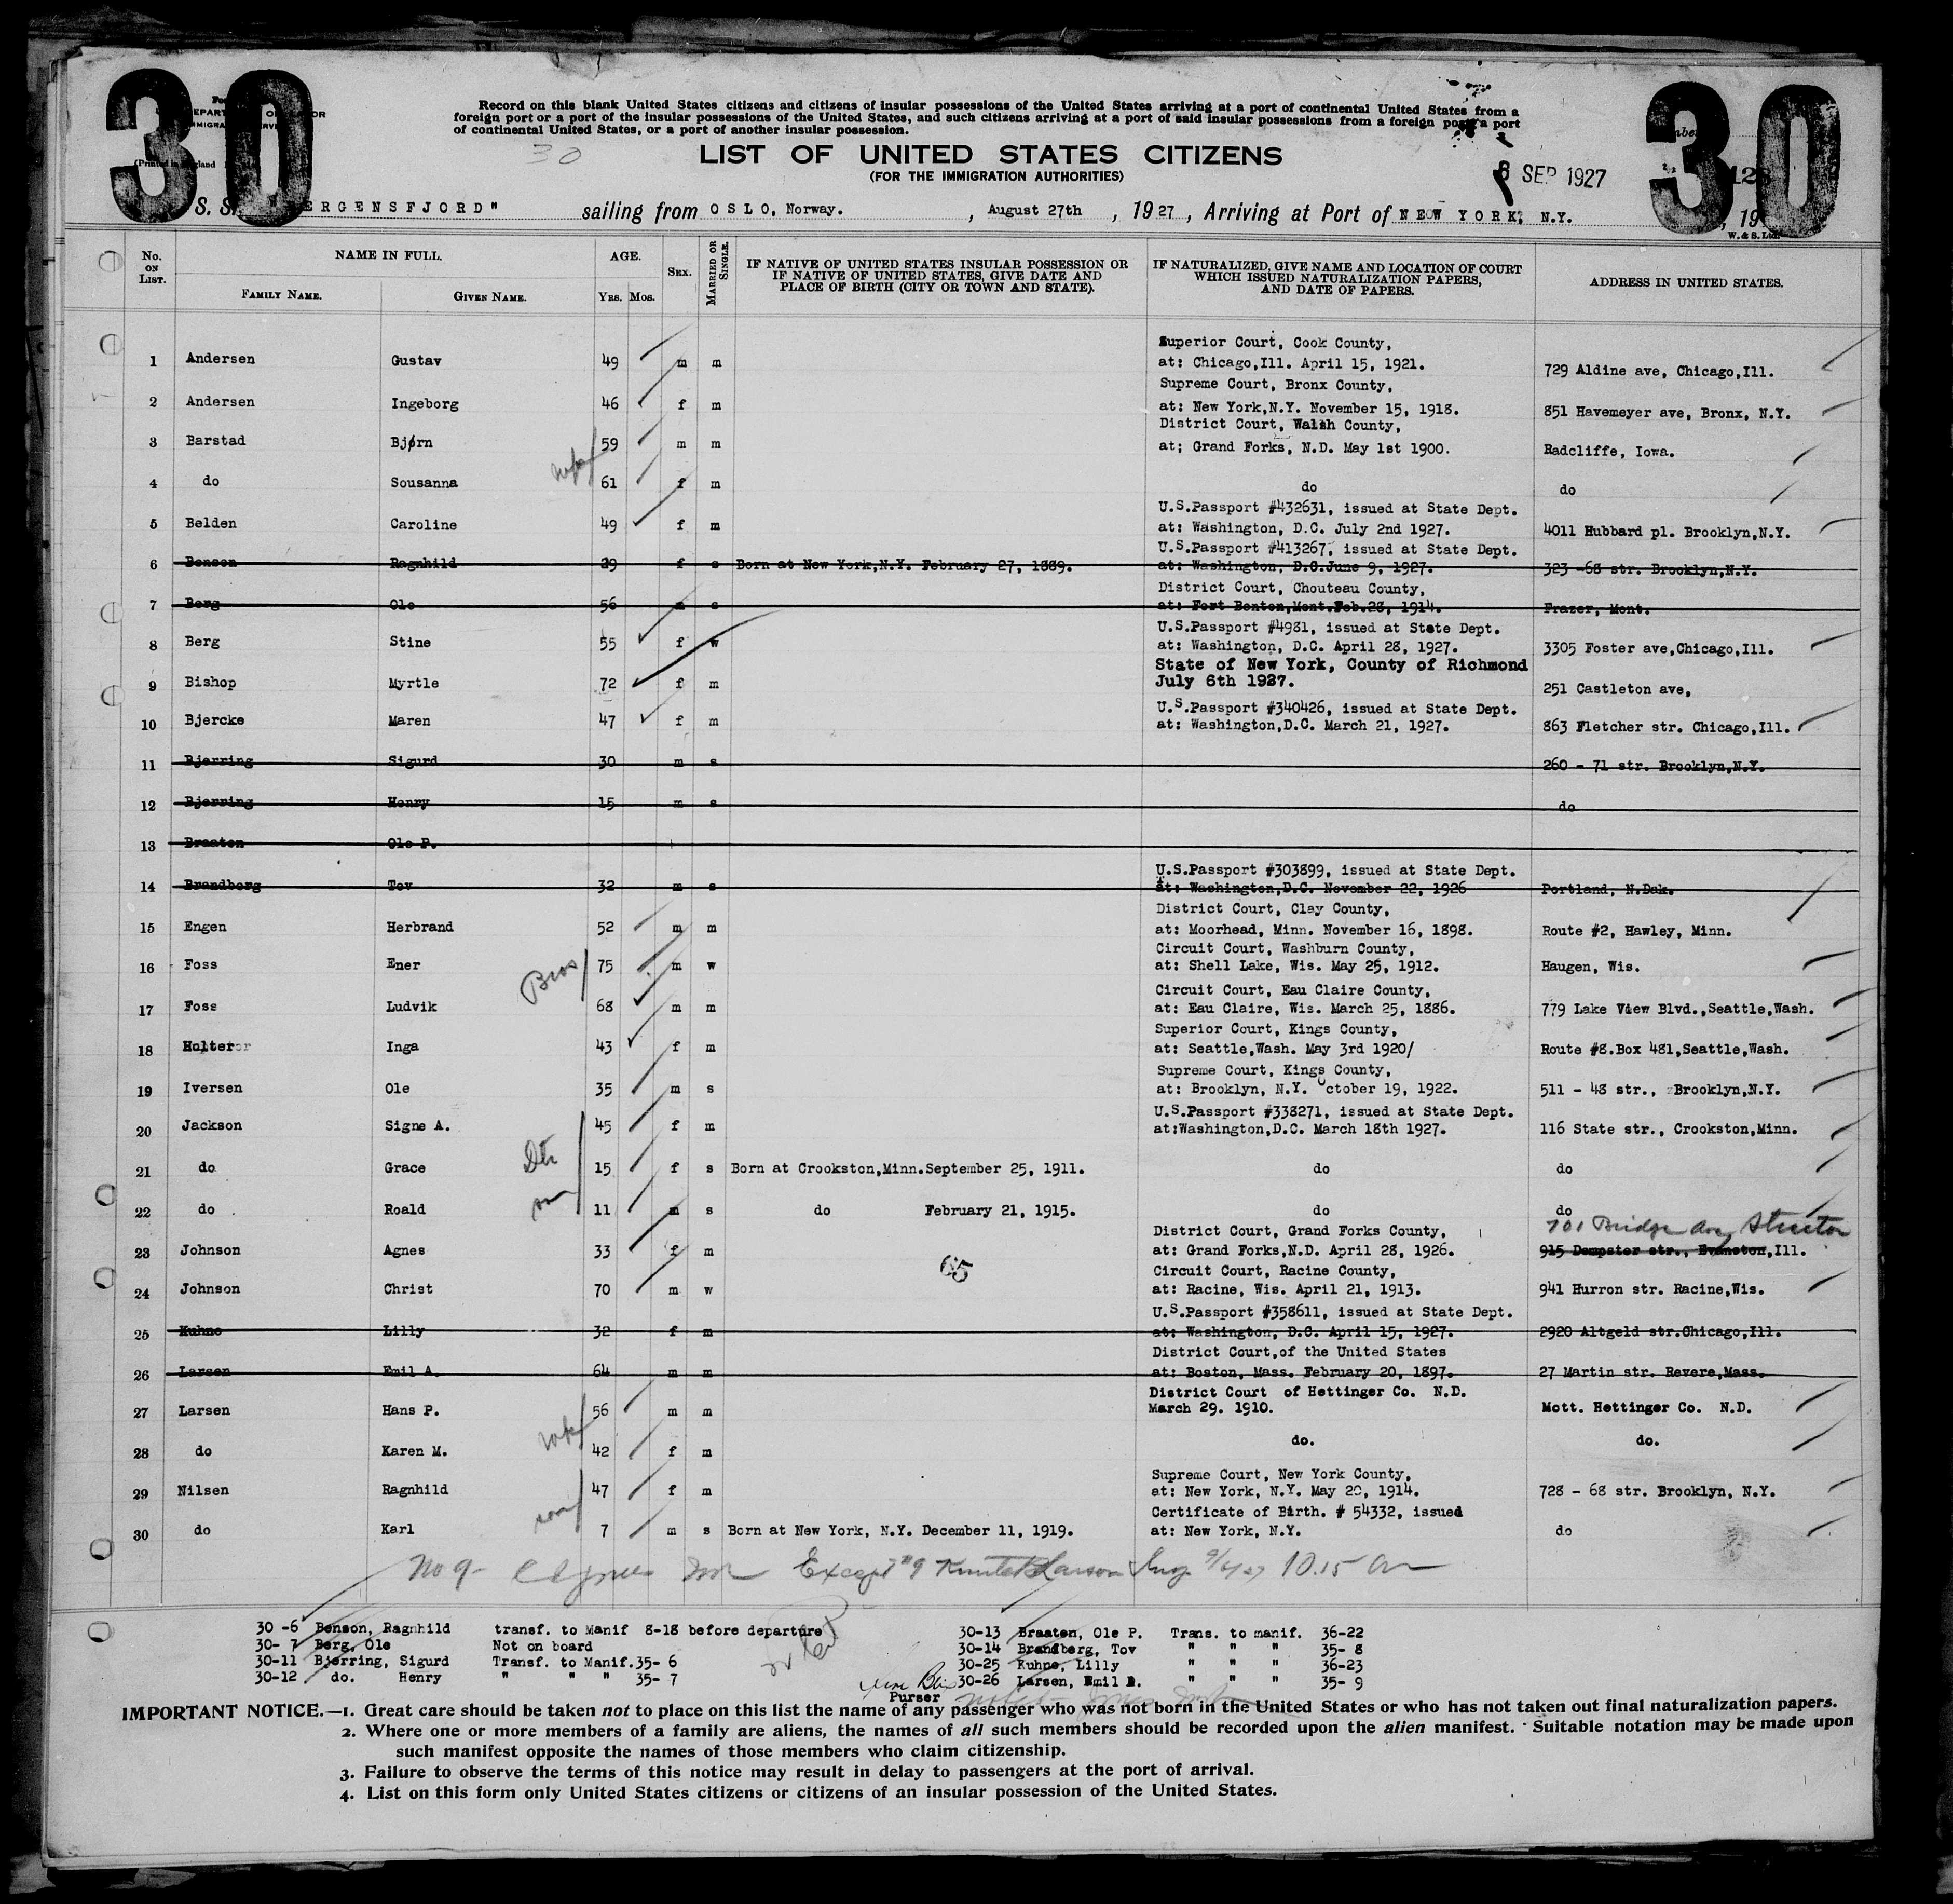 30
30
Record on this blank United States citizens and citizens of insular possessions of the United States arriving at a port of continental United States from a
foreign port or a port of the insular possessions of the United States, and such citizens arriving at a port of said insular possessions from a foreign port a port
of continental United States, or a port of another insular possession.
30
LIST OF UNITED STATES CITIZENS
(FOR THE IMMIGRATION AUTHORITIES)
SEP 1927
S. S. ERGENSFJORD" sailing from OSLO, Norway. , August 27th , 1927, Arriving at Port of NEW YORK, N.Y. , 19
W. & S. Ltd.
No. ON LIST.
NAME IN FULL.
FAMILY NAME.
GIVEN NAME.
AGE.
YRS. MOS.
SEX.
MARRIED OR SINGLE.
IF NATIVE OF UNITED STATES INSULAR POSSESSION OR
IF NATIVE OF UNITED STATES, GIVE DATE AND
PLACE OF BIRTH (CITY OR TOWN AND STATE).
IF NATURALIZED, GIVE NAME AND LOCATION OF COURT
WHICH ISSUED NATURALIZATION PAPERS,
AND DATE OF PAPERS.
ADDRESS IN UNITED STATES.
Superior Court, Cook County,
1 Andersen Gustav 49 m m at: Chicago,Ill. April 15, 1921. 729 Aldine ave, Chicago,Ill.
Supreme Court, Bronx County,
2 Andersen Ingeborg 46 f m at: New York,N.Y. November 15, 1918. 851 Havemeyer ave, Bronx, N.Y.
District Court, Walsh County,
3 Barstad Bjørn 59 m m at; Grand Forks, N.D. May 1st 1900. Radcliffe, Iowa.
4 do Sousanna 61 f m do do
U.S.Passport #432631, issued at State Dept.
5 Belden Caroline 49 f m at: Washington, D.C. July 2nd 1927. 4011 Hubbard pl. Brooklyn,N.Y.
U.S.Passport #413267, issued at State Dept.
6 Benson Ragnhild 29 f s Born at New York,N.Y. February 27, 1889. at: Washington, D.C.June 9, 1927. 323 -68 str. Brooklyn,N.Y.
District Court, Chouteau County,
7 Berg Ole 56 m s at: Fort Benton,Mont.Feb.28, 1914. Frazer, Mont.
U.S.Passport #4981, issued at State Dept.
8 Berg Stine 55 f w at: Washington, D.C. April 28, 1927. 3305 Foster ave,Chicago,Ill.
State of New York, County of Richmond
9 Bishop Myrtle 72 f m July 6th 1927. 251 Castleton ave,
U.S.Passport #340426, issued at State Dept.
10 Bjercke Maren 47 f m at: Washington,D.C. March 21, 1927. 863 Fletcher str. Chicago,Ill.
11 Bjerring Sigurd 30 m s 260 - 71 str. Brooklyn,N.Y.
12 Bjerring Henry 15 m s do
13 Braaten Ole P.
U.S.Passport #303899, issued at State Dept.
14 Brandberg Tov 32 m s at: Washington,D.C. November 22, 1926 Portland, N.Dak.
District Court, Clay County,
15 Engen Herbrand 52 m m at: Moorhead, Minn. November 16, 1898. Route #2, Hawley, Minn.
Circuit Court, Washburn County,
16 Foss Ener Bros 75 m w at: Shell Lake, Wis. May 25, 1912. Haugen, Wis.
Circuit Court, Eau Claire County,
17 Foss Ludvik 68 m m at: Eau Claire, Wis. March 25, 1886. 779 Lake View Blvd.,Seattle,Wash.
Superior Court, Kings County,
18 Holter Inga 43 f m at: Seattle,Wash. May 3rd 1920/ Route #8.Box 481,Seattle,Wash.
Supreme Court, Kings County,
19 Iversen Ole 35 m s at: Brooklyn, N.Y. October 19, 1922. 511 - 48 str., Brooklyn,N.Y.
U.S.Passport #338271, issued at State Dept.
20 Jackson Signe A. 45 f m at:Washington,D.C. March 18th 1927. 116 State str., Crookston,Minn.
21 do Grace 15 f s Born at Crookston,Minn.September 25, 1911. do do
22 do Roald son 11 m s do February 21, 1915. do do
701 Bridge Av Streator
District Court, Grand Forks County,
23 Johnson Agnes 33 f m at: Grand Forks,N.D. April 28, 1926. 915 Dempster str., Evanston,Ill.
65
Circuit Court, Racine County,
24 Johnson Christ 70 m w at: Racine, Wis. April 21, 1913. 941 Hurron str. Racine,Wis.
U.S.Passport #358611, issued at State Dept.
25 Kuhne Lilly 32 f m at: Washington, D.C. April 15, 1927. 2920 Altgeld str.Chicago,Ill.
District Court,of the United States
26 Larsen Emil A. 64 m m at: Boston, Mass. February 20, 1897. 27 Martin str. Revere,Mass.
District Court of Hettinger Co. N.D.
27 Larsen Hans P. 56 m m March 29. 1910. Mott. Hettinger Co. N.D.
28 do Karen M. 42 f m do. do.
Supreme Court, New York County,
29 Nilsen Ragnhild 47 f m at: New York, N.Y. May 20, 1914. 728 - 68 str. Brooklyn, N.Y.
Certificate of Birth. # 54332, issued
30 do Karl son 7 m s Born at New York, N.Y. December 11, 1919. at: New York, N.Y. do
No 9- Except #9 Larson Insp 10.15 am
30 -6 Benson, Ragnhild transf. to Manif 8-18 before departure
30- 7 Berg, Ole Not on board
30-11 Bjerring, Sigurd Transf. to Manif.35- 6
30-12 do. Henry " " " 35- 7
30-13 Braaten, Ole P. Trans. to manif. 36-22
30-14 Brandberg, Tov " " " 35- 8
30-25 Kuhne, Lilly " " " 36-23
30-26 Larsen, Emil A. " " " 35- 9
Purser
IMPORTANT NOTICE.—1. Great care should be taken not to place on this list the name of any passenger who was not born in the United States or who has not taken out final naturalization papers.
2. Where one or more members of a family are aliens, the names of all such members should be recorded upon the alien manifest. Suitable notation may be made upon
such manifest opposite the names of those members who claim citizenship.
3. Failure to observe the terms of this notice may result in delay to passengers at the port of arrival.
4. List on this form only United States citizens or citizens of an insular possession of the United States.